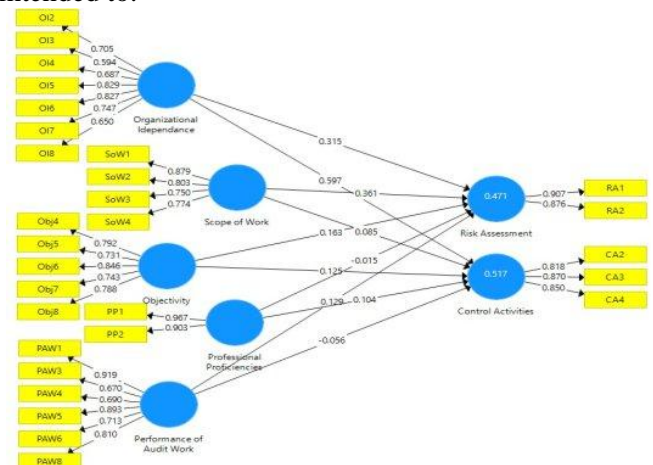 intended to:
OI2
OI3
OI4
OI5
OI6
OI7
OI8
0.705
0.594
0.687
0.829
0.827
0.747
0.650
Organizational
Idependance
SoW1
SoW2
SoW3
SoW4
0.879
0.803
0.750
0.774
Scope of Work
Obj4
Obj5
Obj6
Obj7
Obj8
0.792
0.731
0.846
0.743
0.788
Objectivity
PP1
PP2
0.967
0.903
Professional
Proficiencies
PAW1
PAW3
PAW4
PAW5
PAW6
PAW8
0.919
0.670
0.690
0.893
0.713
0.810
Performance of
Audit Work
0.315
0.597
0.361
0.085
0.163
-0.015
0.125
0.129
0.104
-0.056
0.471
Risk Assessment
0.907
0.876
RA1
RA2
0.517
Control Activities
0.818
0.870
0.850
CA2
CA3
CA4